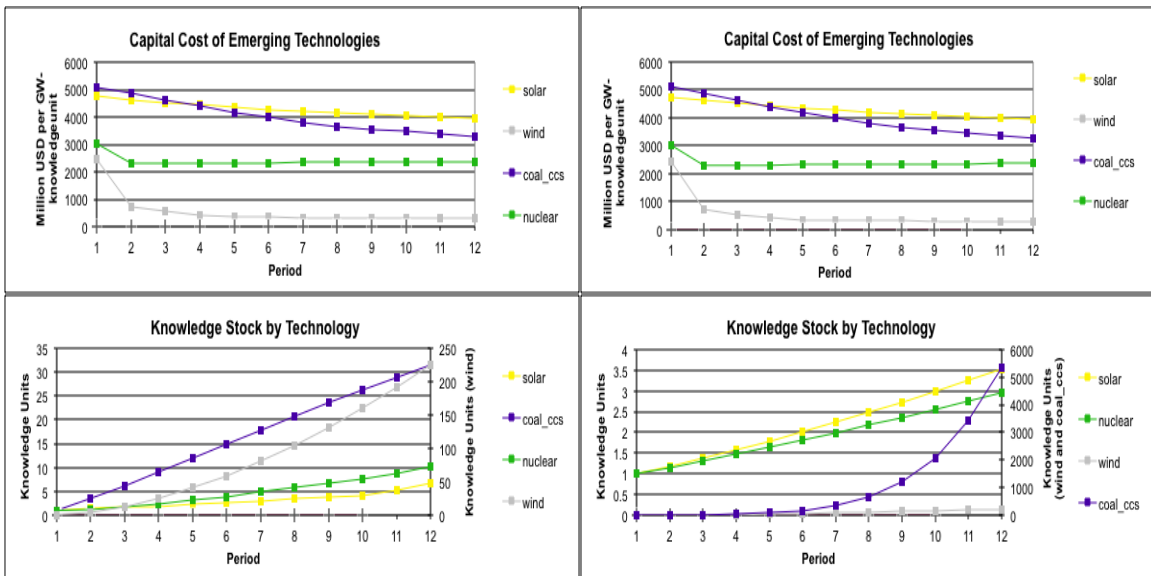 Capital Cost of Emerging Technologies
Million USD per GW-
knowledgeunit
6000
5000
4000
3000
2000
1000
0
1 2 3 4 5 6 7 8 9 10 11 12
Period
solar
wind
coal_ccs
nuclear
Capital Cost of Emerging Technologies
Million USD per GW-
knowledgeunit
6000
5000
4000
3000
2000
1000
0
1 2 3 4 5 6 7 8 9 10 11 12
Period
solar
wind
coal_ccs
nuclear
Knowledge Stock by Technology
Knowledge Units
35
30
25
20
15
10
5
0
250
200
150
100
50
0
Knowledge Units (wind)
1 2 3 4 5 6 7 8 9 10 11 12
Period
solar
coal_ccs
nuclear
wind
Knowledge Stock by Technology
Knowledge Units
4
3.5
3
2.5
2
1.5
1
0.5
0
6000
5000
4000
3000
2000
1000
0
Knowledge Units
(wind and coal_ccs)
1 2 3 4 5 6 7 8 9 10 11 12
Period
solar
nuclear
wind
coal_ccs